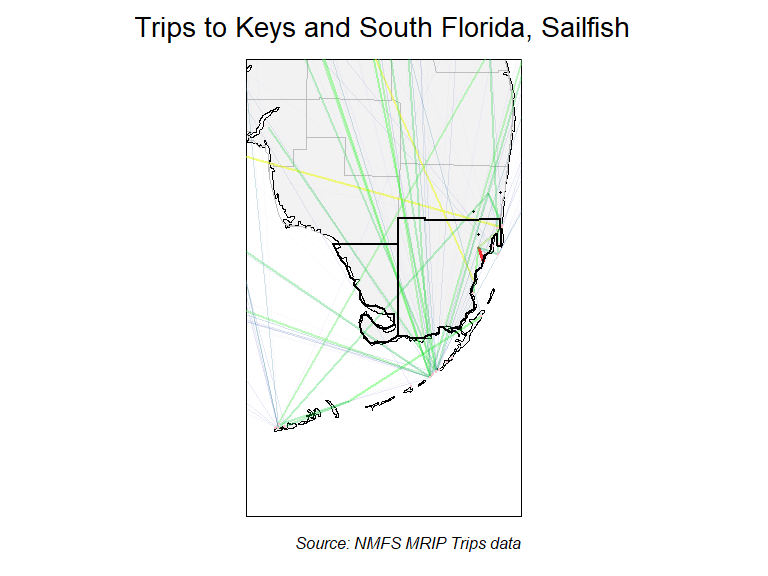 Trips to Keys and South Florida, Sailfish
Source: NMFS MRIP Trips data